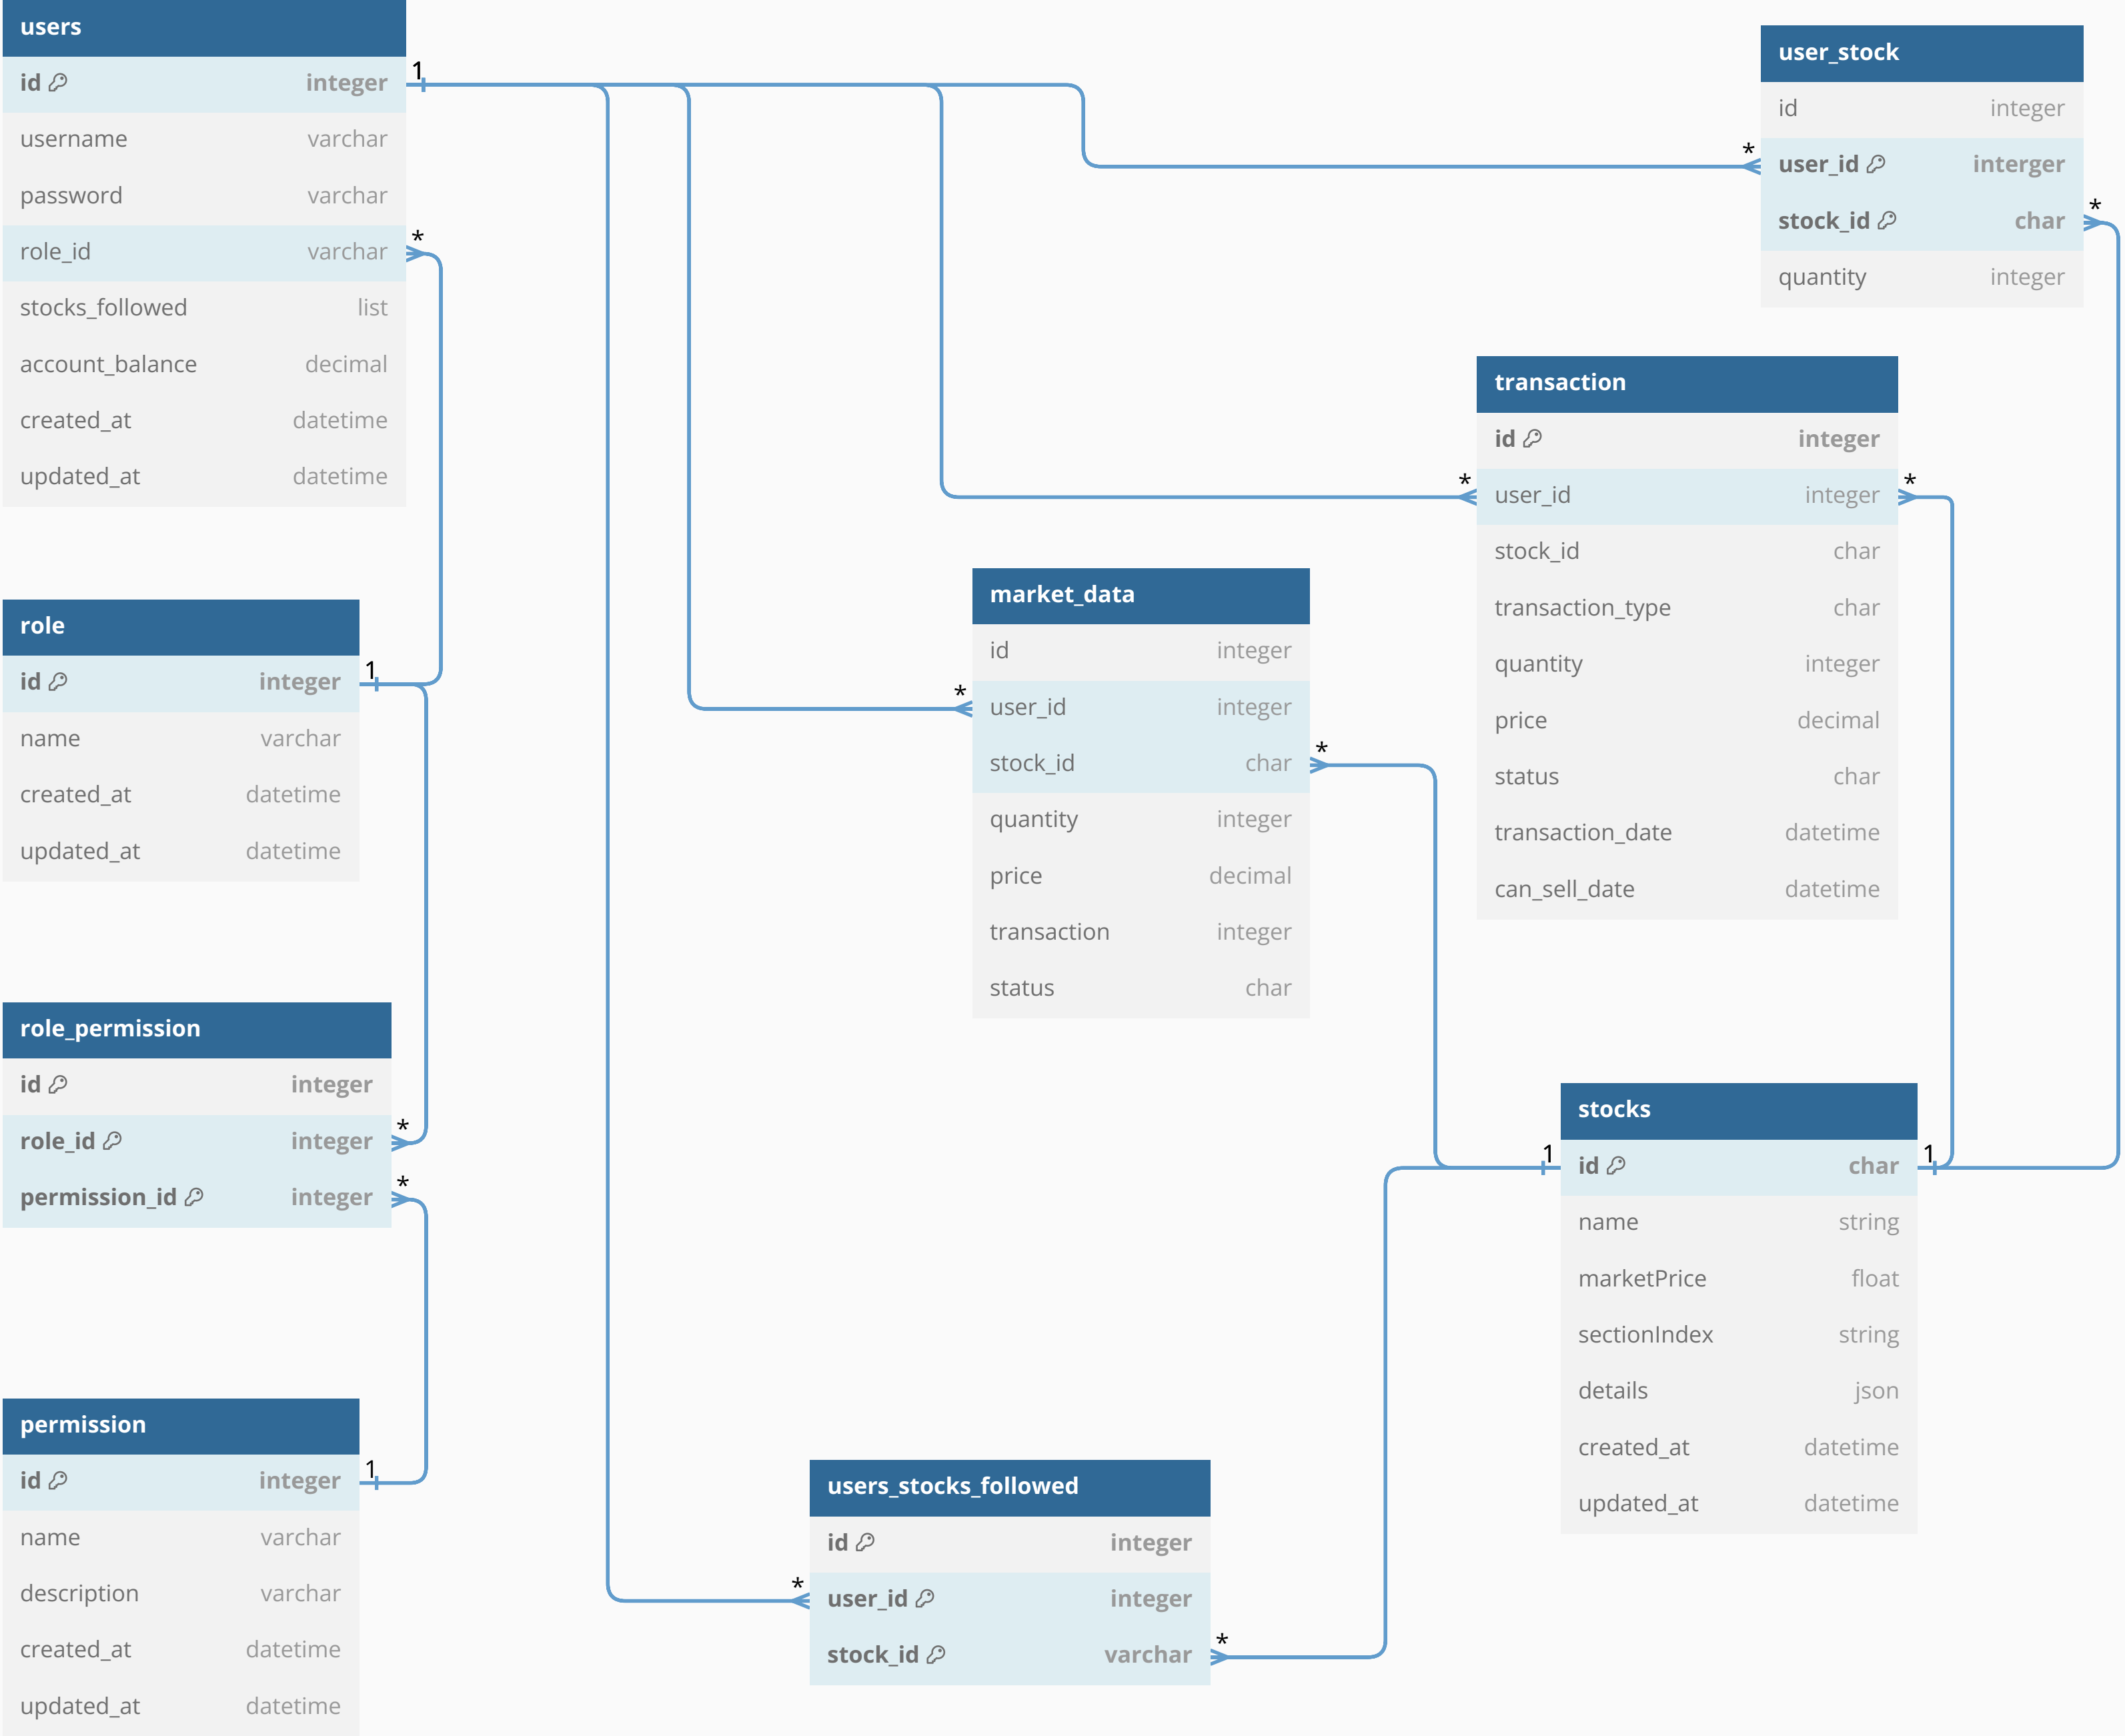 users
id integer
username varchar
password varchar
role_id varchar
stocks_followed list
account_balance decimal
created_at datetime
updated_at datetime
1
*
role
id integer
name varchar
created_at datetime
updated_at datetime
1
role_permission
id integer
role_id integer
permission_id integer
*
*
permission
id integer
name varchar
description varchar
created_at datetime
updated_at datetime
1
market_data
id integer
user_id integer
stock_id char
quantity integer
price decimal
transaction integer
status char
*
*
users_stocks_followed
id integer
user_id integer
stock_id varchar
*
*
user_stock
id integer
user_id interger
stock_id char
quantity integer
*
*
transaction
id integer
user_id integer
stock_id char
transaction_type char
quantity integer
price decimal
status char
transaction_date datetime
can_sell_date datetime
*
*
stocks
id char
name string
marketPrice float
sectionIndex string
details json
created_at datetime
updated_at datetime
1
1